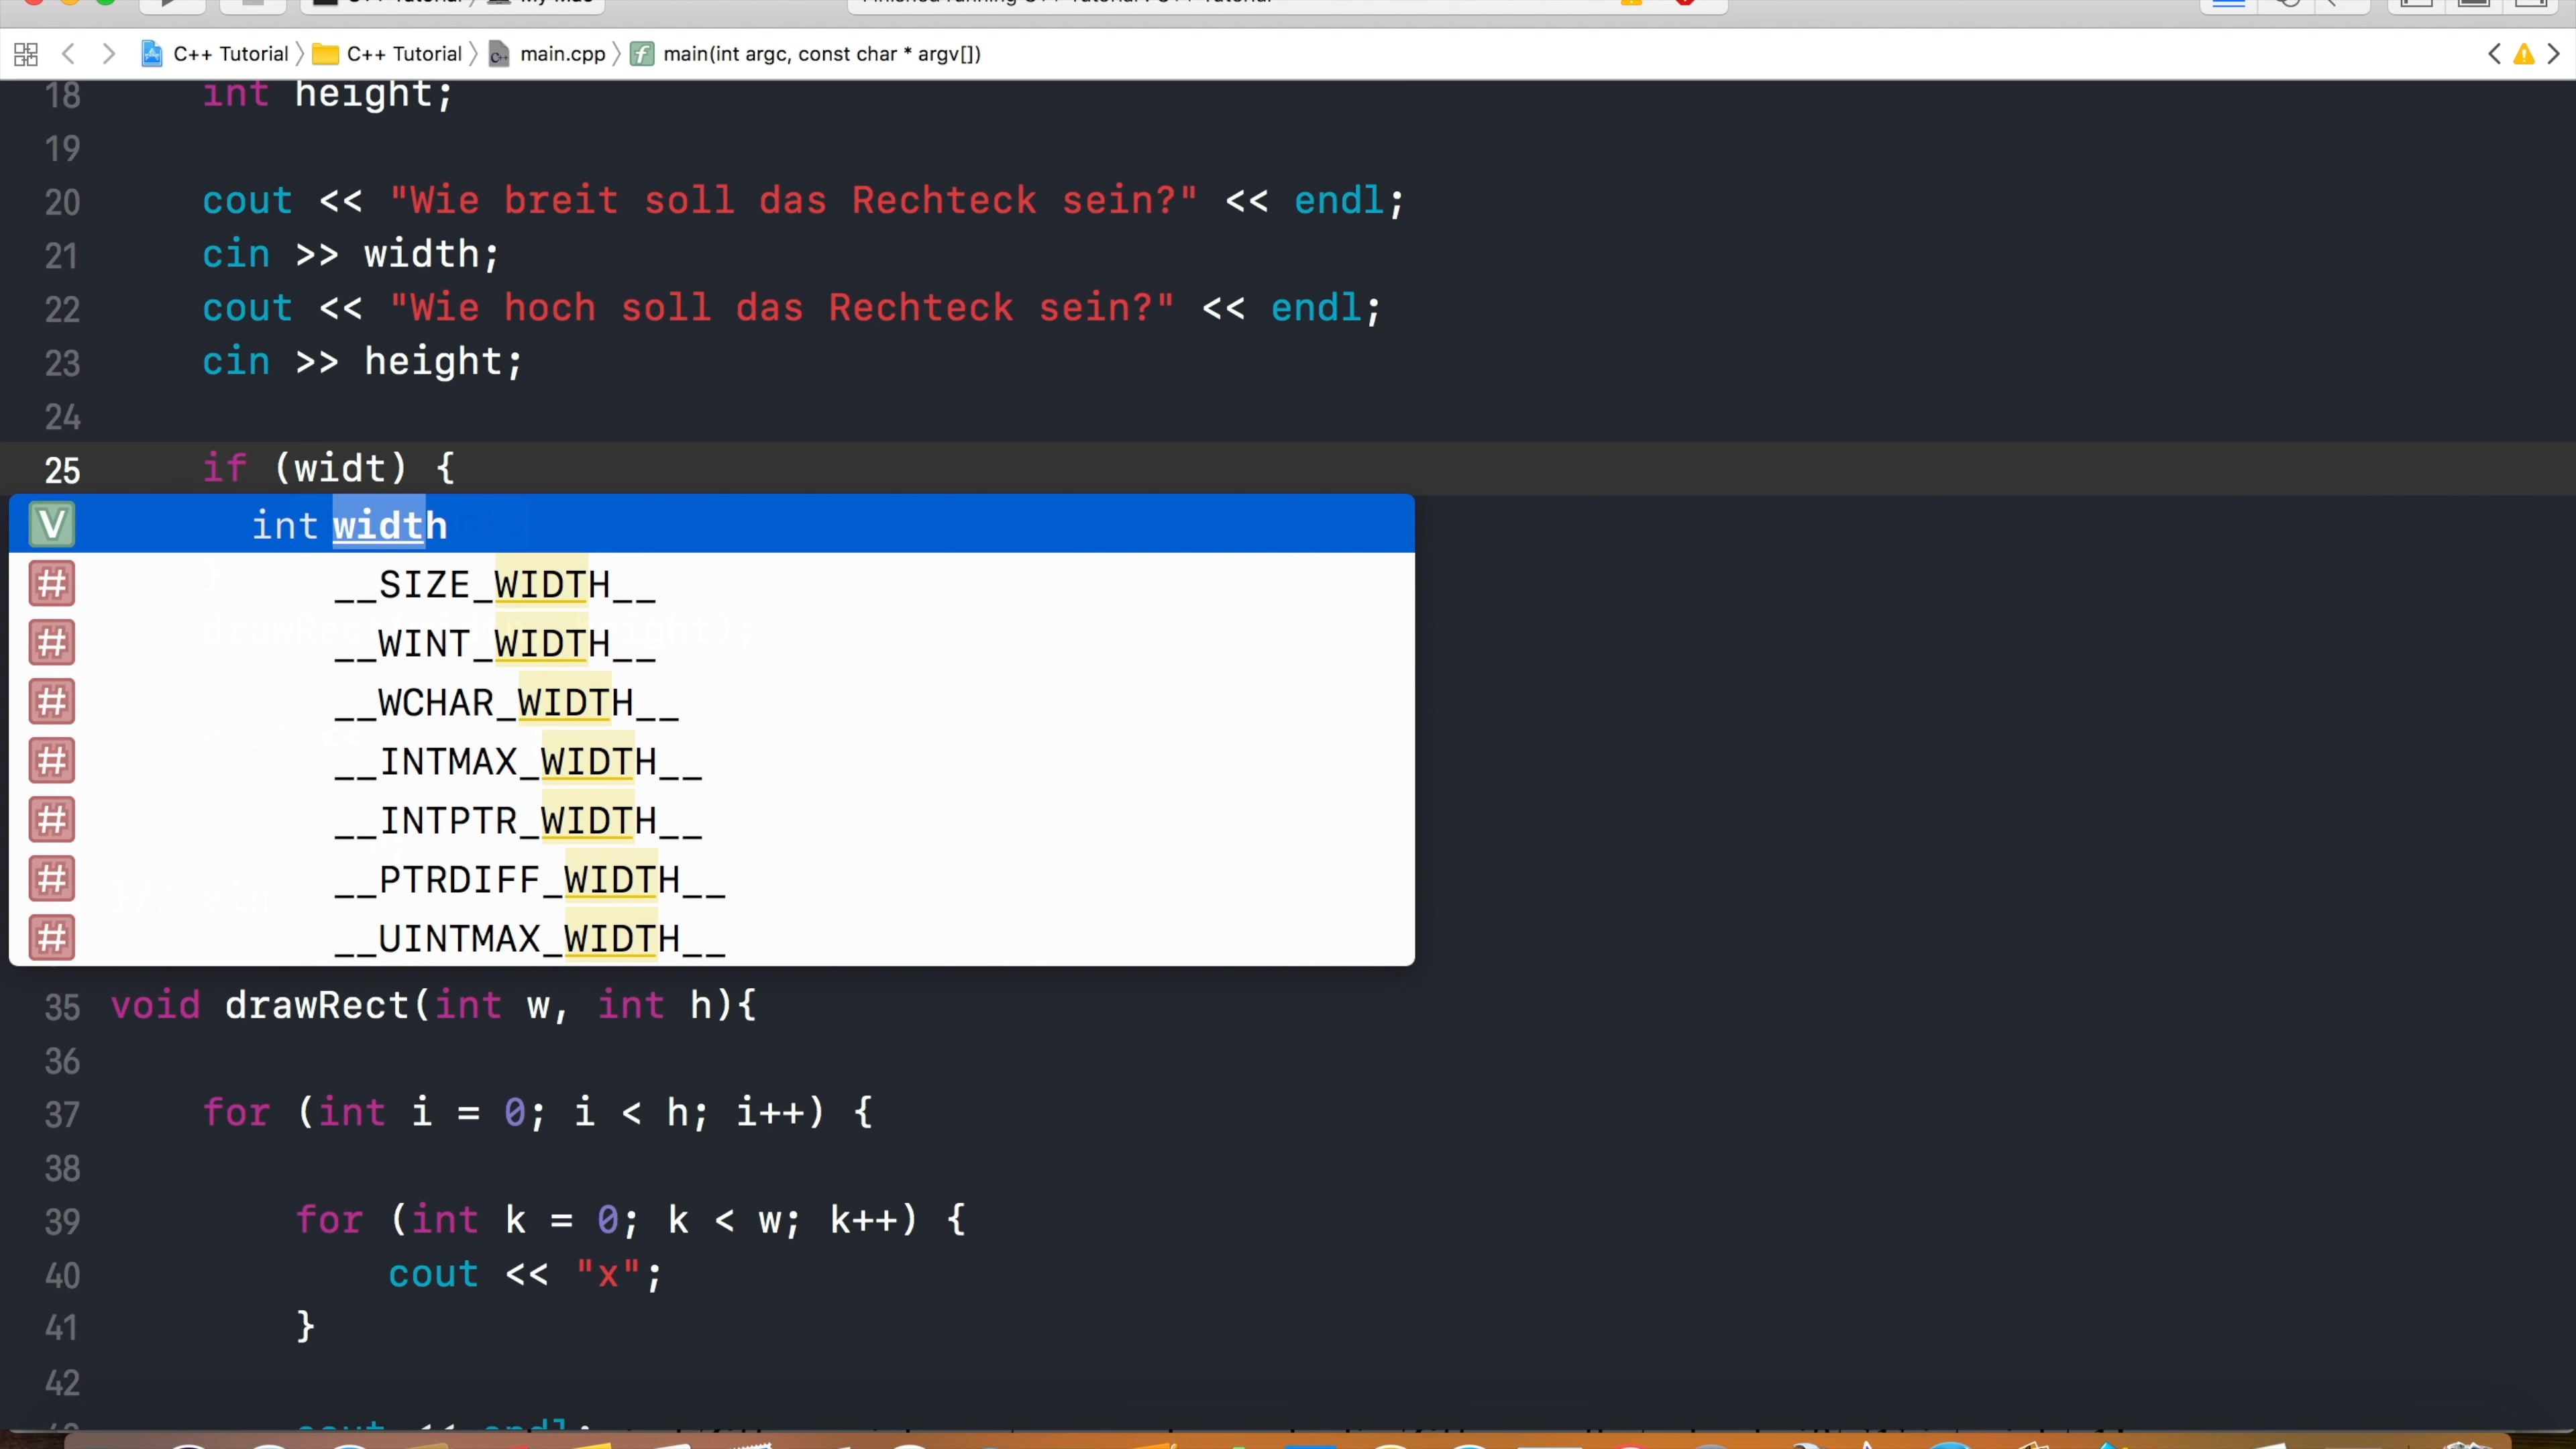 C++ Tutorial
C++ Tutorial
main.cpp
main(int argc, const char * argv[])
18 int height;
19
20 cout << "Wie breit soll das Rechteck sein?" << endl;
21 cin >> width;
22 cout << "Wie hoch soll das Rechteck sein?" << endl;
23 cin >> height;
24
25 if (widt) {
V int width
# __SIZE_WIDTH__
# __WINT_WIDTH__
# __WCHAR_WIDTH__
# __INTMAX_WIDTH__
# __INTPTR_WIDTH__
# __PTRDIFF_WIDTH__
# __UINTMAX_WIDTH__
35 void drawRect(int w, int h){
36
37 for (int i = 0; i < h; i++) {
38
39 for (int k = 0; k < w; k++) {
40 cout << "x";
41 }
42